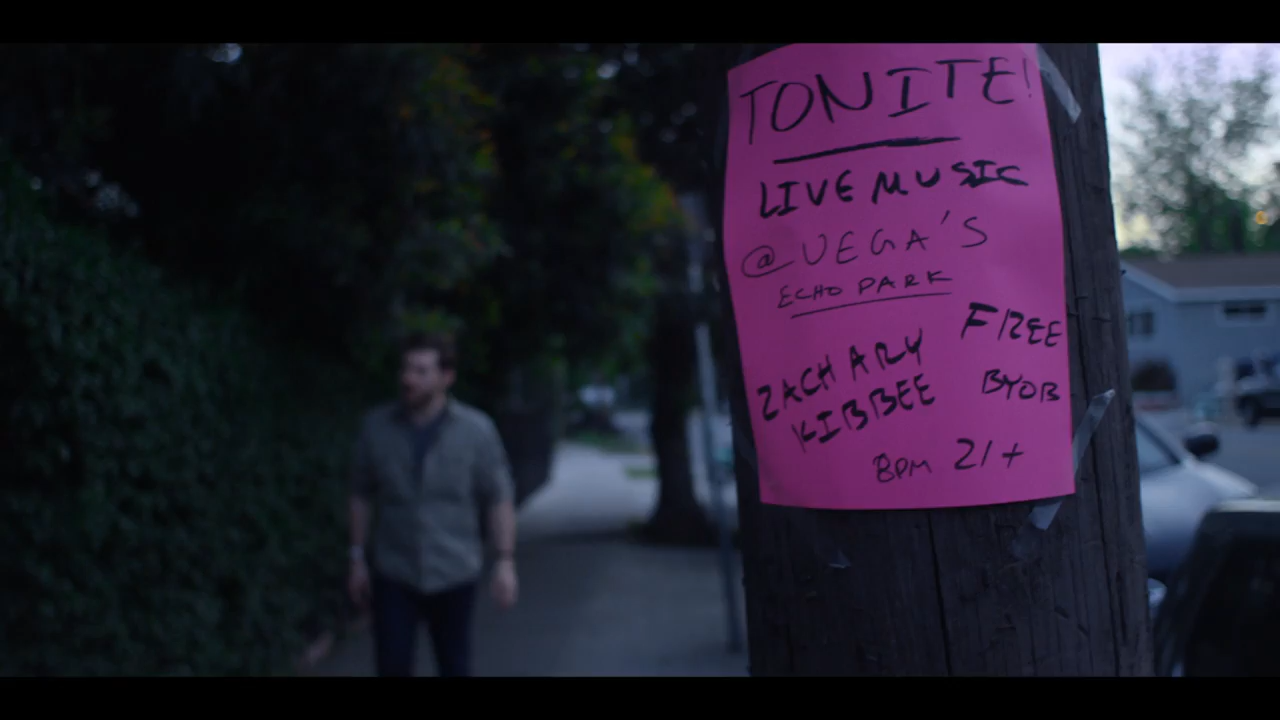 TONITE!
LIVE MUSIC
@ VEGA'S
ECHO PARK
FREE
ZACHARY
KIBBEE
BYOB
8PM 21+